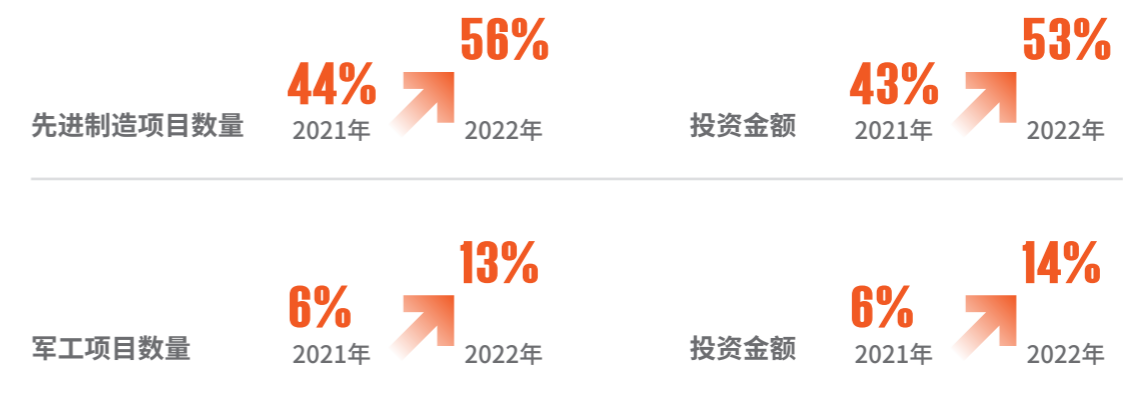 56%
53%
44%
43%
先进制造项目数量
2021年
2022年
投资金额
2021年
2022年
13%
14%
6%
6%
军工项目数量
2021年
2022年
投资金额
2021年
2022年